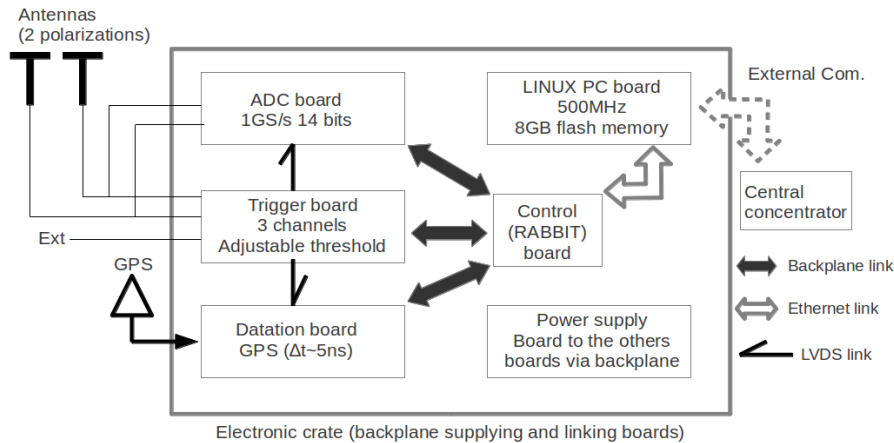 Antennas
(2 polarizations)
ADC board
1GS/s 14 bits
LINUX PC board
500MHz
8GB flash memory
External Com.
Trigger board
3 channels
Adjustable threshold
Ext
Control
(RABBIT)
board
Central
concentrator
GPS
Backplane link
Ethernet link
LVDS link
Datation board
GPS (Δt~5ns)
Power supply
Board to the others
boards via backplane
Electronic crate (backplane supplying and linking boards)